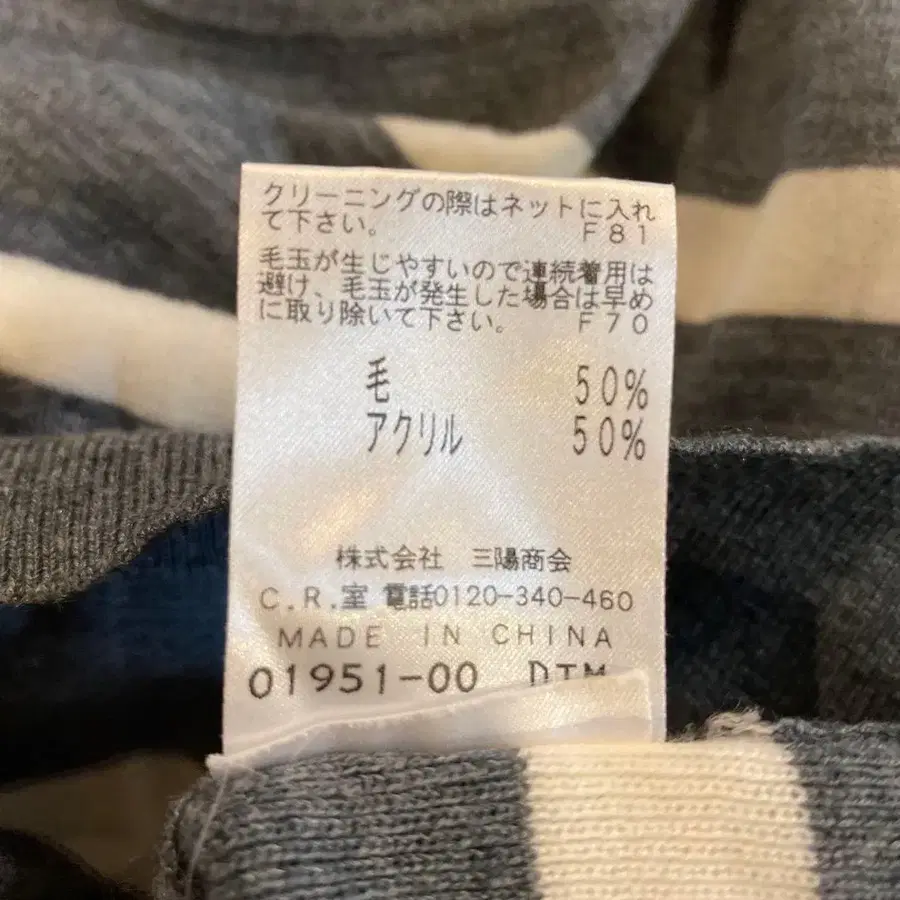 クリーニングの際はネットに入れ
て下さい。 F81
毛玉が生じやすいので連続着用は
避け、毛玉が発生した場合は早め
に取り除いて下さい。 F70
毛 50%
アクリル 50%
株式会社 三陽商会
C.R.室 電話0120-340-460
MADE IN CHINA
01951-00 DTM